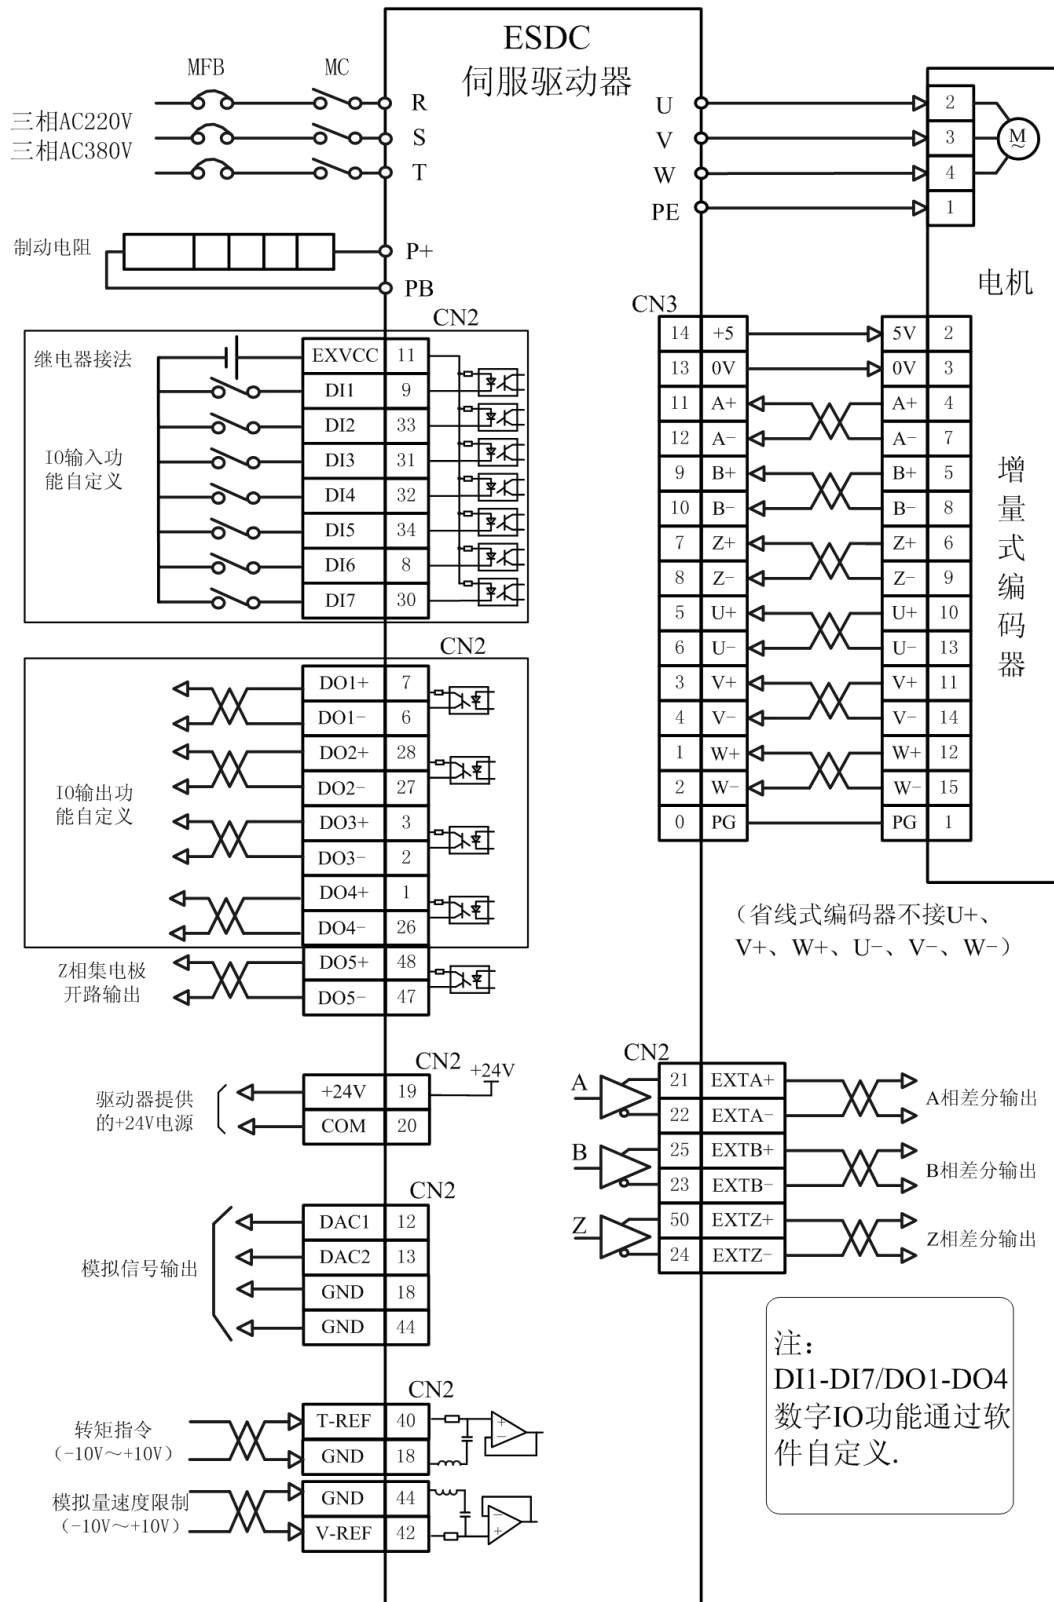 ESDC
伺服驱动器
MFB
MC
三相AC220V
三相AC380V
R
S
T
U
V
W
PE
2
3
4
1
M
~
制动电阻
P+
PB
电机
CN2
继电器接法
IO输入功
能自定义
EXVCC 11
DI1 9
DI2 33
DI3 31
DI4 32
DI5 34
DI6 8
DI7 30
CN3
14 +5 5V 2
13 0V 0V 3
11 A+ A+ 4
12 A- A- 7
9 B+ B+ 5
10 B- B- 8
7 Z+ Z+ 6
8 Z- Z- 9
5 U+ U+ 10
6 U- U- 13
3 V+ V+ 11
4 V- V- 14
1 W+ W+ 12
2 W- W- 15
0 PG PG 1
增量式编码器
（省线式编码器不接U+、
V+、W+、U-、V-、W-）
CN2
IO输出功
能自定义
DO1+ 7
DO1- 6
DO2+ 28
DO2- 27
DO3+ 3
DO3- 2
DO4+ 1
DO4- 26
Z相集电极
开路输出
DO5+ 48
DO5- 47
CN2
+24V
驱动器提供
的+24V电源
+24V 19
COM 20
CN2
A
21 EXTA+
22 EXTA-
A相差分输出
B
25 EXTB+
23 EXTB-
B相差分输出
Z
50 EXTZ+
24 EXTZ-
Z相差分输出
CN2
模拟信号输出
DAC1 12
DAC2 13
GND 18
GND 44
CN2
转矩指令
（-10V～+10V）
T-REF 40
+
-
GND 18
模拟量速度限制
（-10V～+10V）
GND 44
V-REF 42
-
+
注：
DI1-DI7/DO1-DO4
数字IO功能通过软
件自定义.